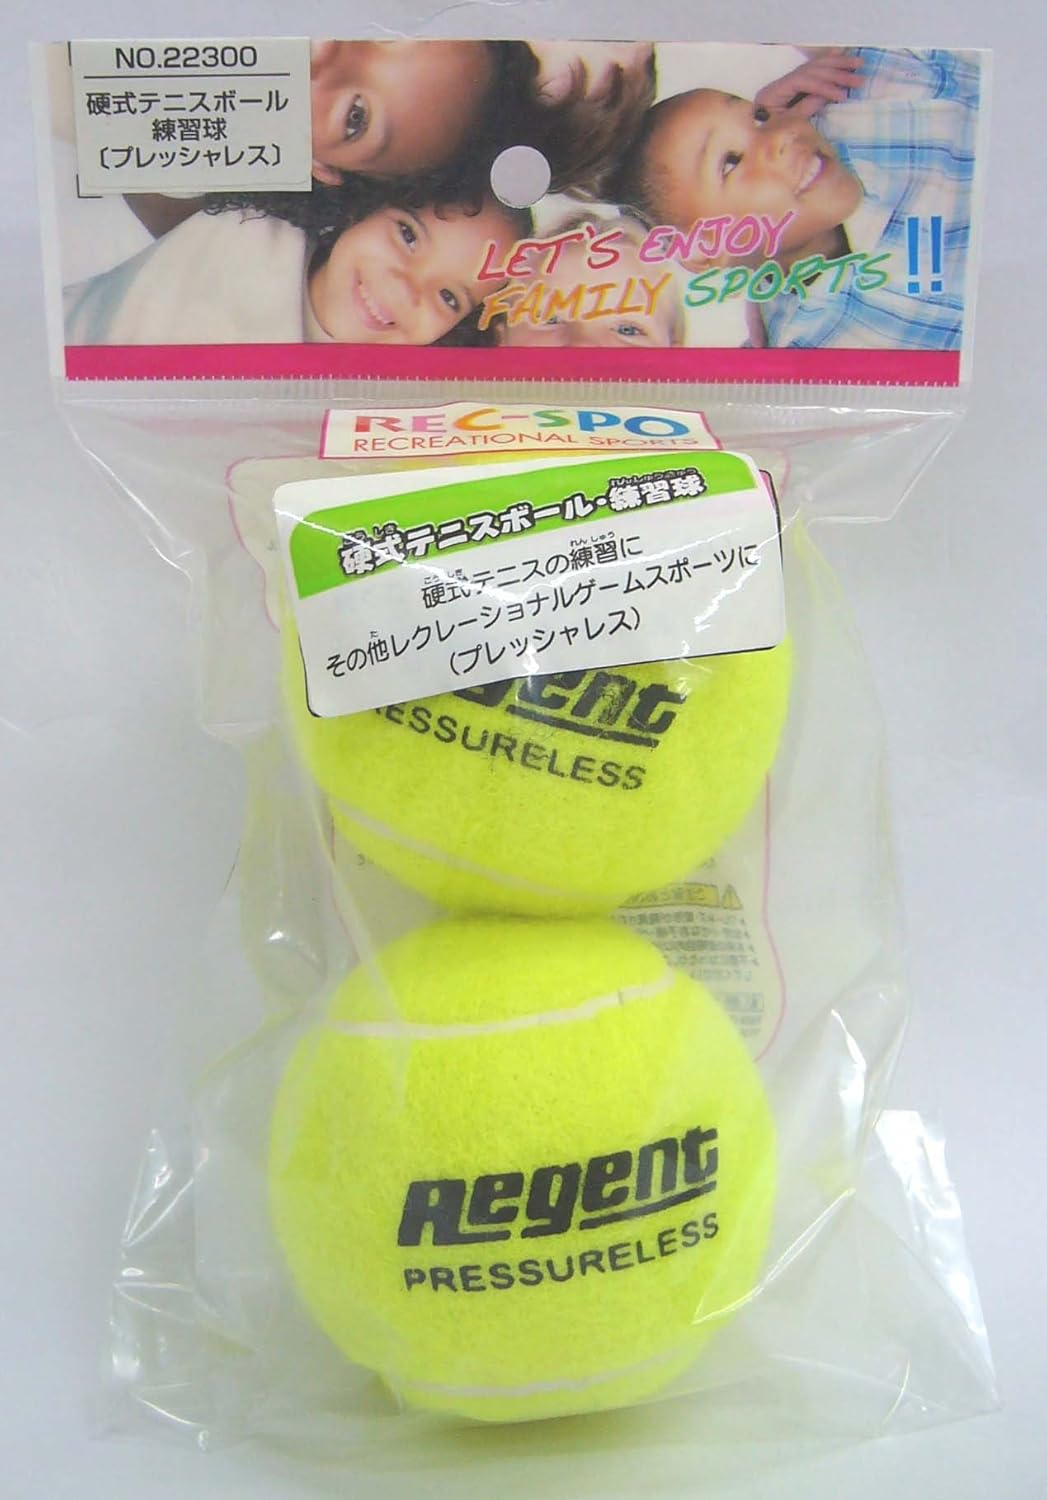 NO.22300
硬式テニスボール
練習球
〔プレッシャレス〕
LET'S ENJOY
FAMILY SPORTS!!
REC-SPO
RECREATIONAL SPORTS
硬式テニスボール・練習球
硬式テニスの練習に
その他レクレーショナルゲームスポーツに
(プレッシャレス)
PRESSURELESS
Regent
PRESSURELESS